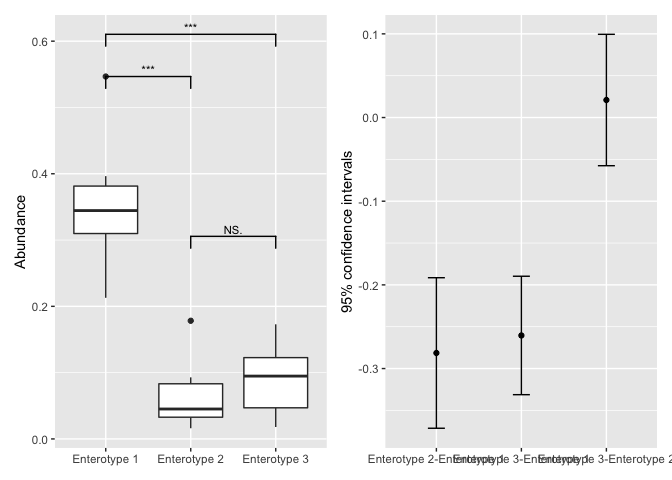 Abundance
0.6
0.4
0.2
0.0
***
***
NS.
Enterotype 1
Enterotype 2
Enterotype 3
95% confidence intervals
0.1
0.0
-0.1
-0.2
-0.3
Enterotype 2-Enterotype 1
Enterotype 3-Enterotype 1
Enterotype 3-Enterotype 2